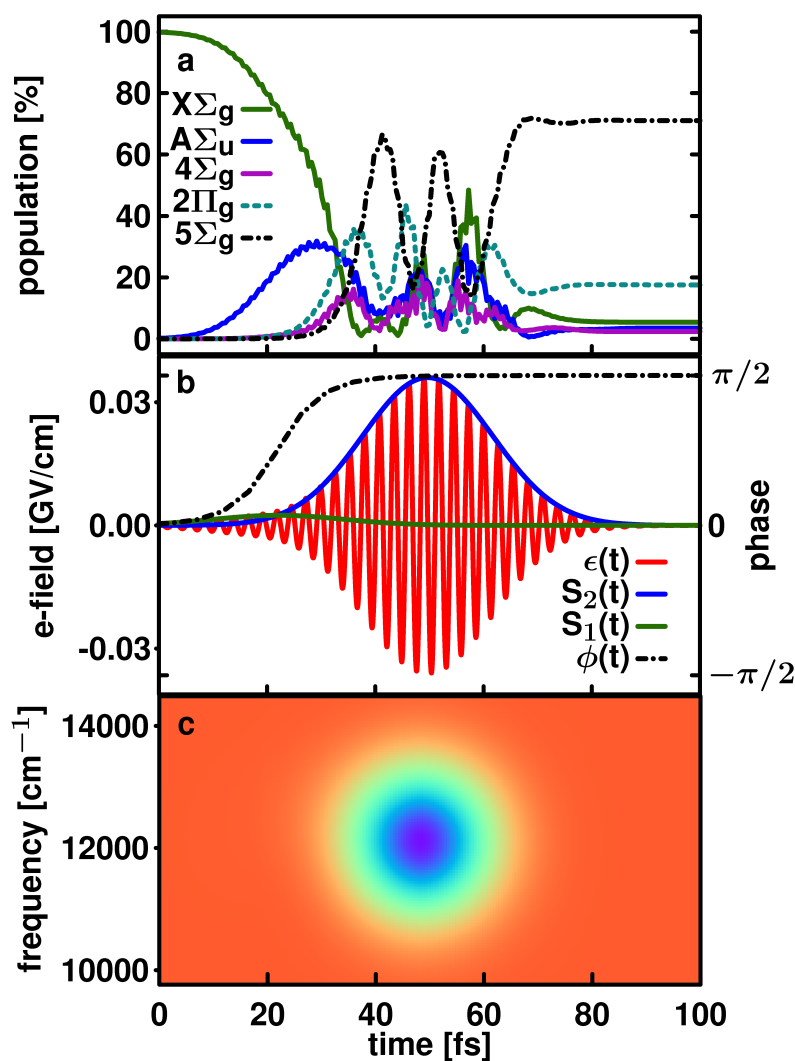 100
a
80
60
40
20
0
population [%]
XΣg
AΣu
4Σg
2Πg
5Σg
b
π/2
0.03
0.00
0
-0.03
−π/2
e-field [GV/cm]
phase
ϵ(t)
S2(t)
S1(t)
ϕ(t)
c
14000
12000
10000
frequency [cm−1]
0 20 40 60 80 100
time [fs]